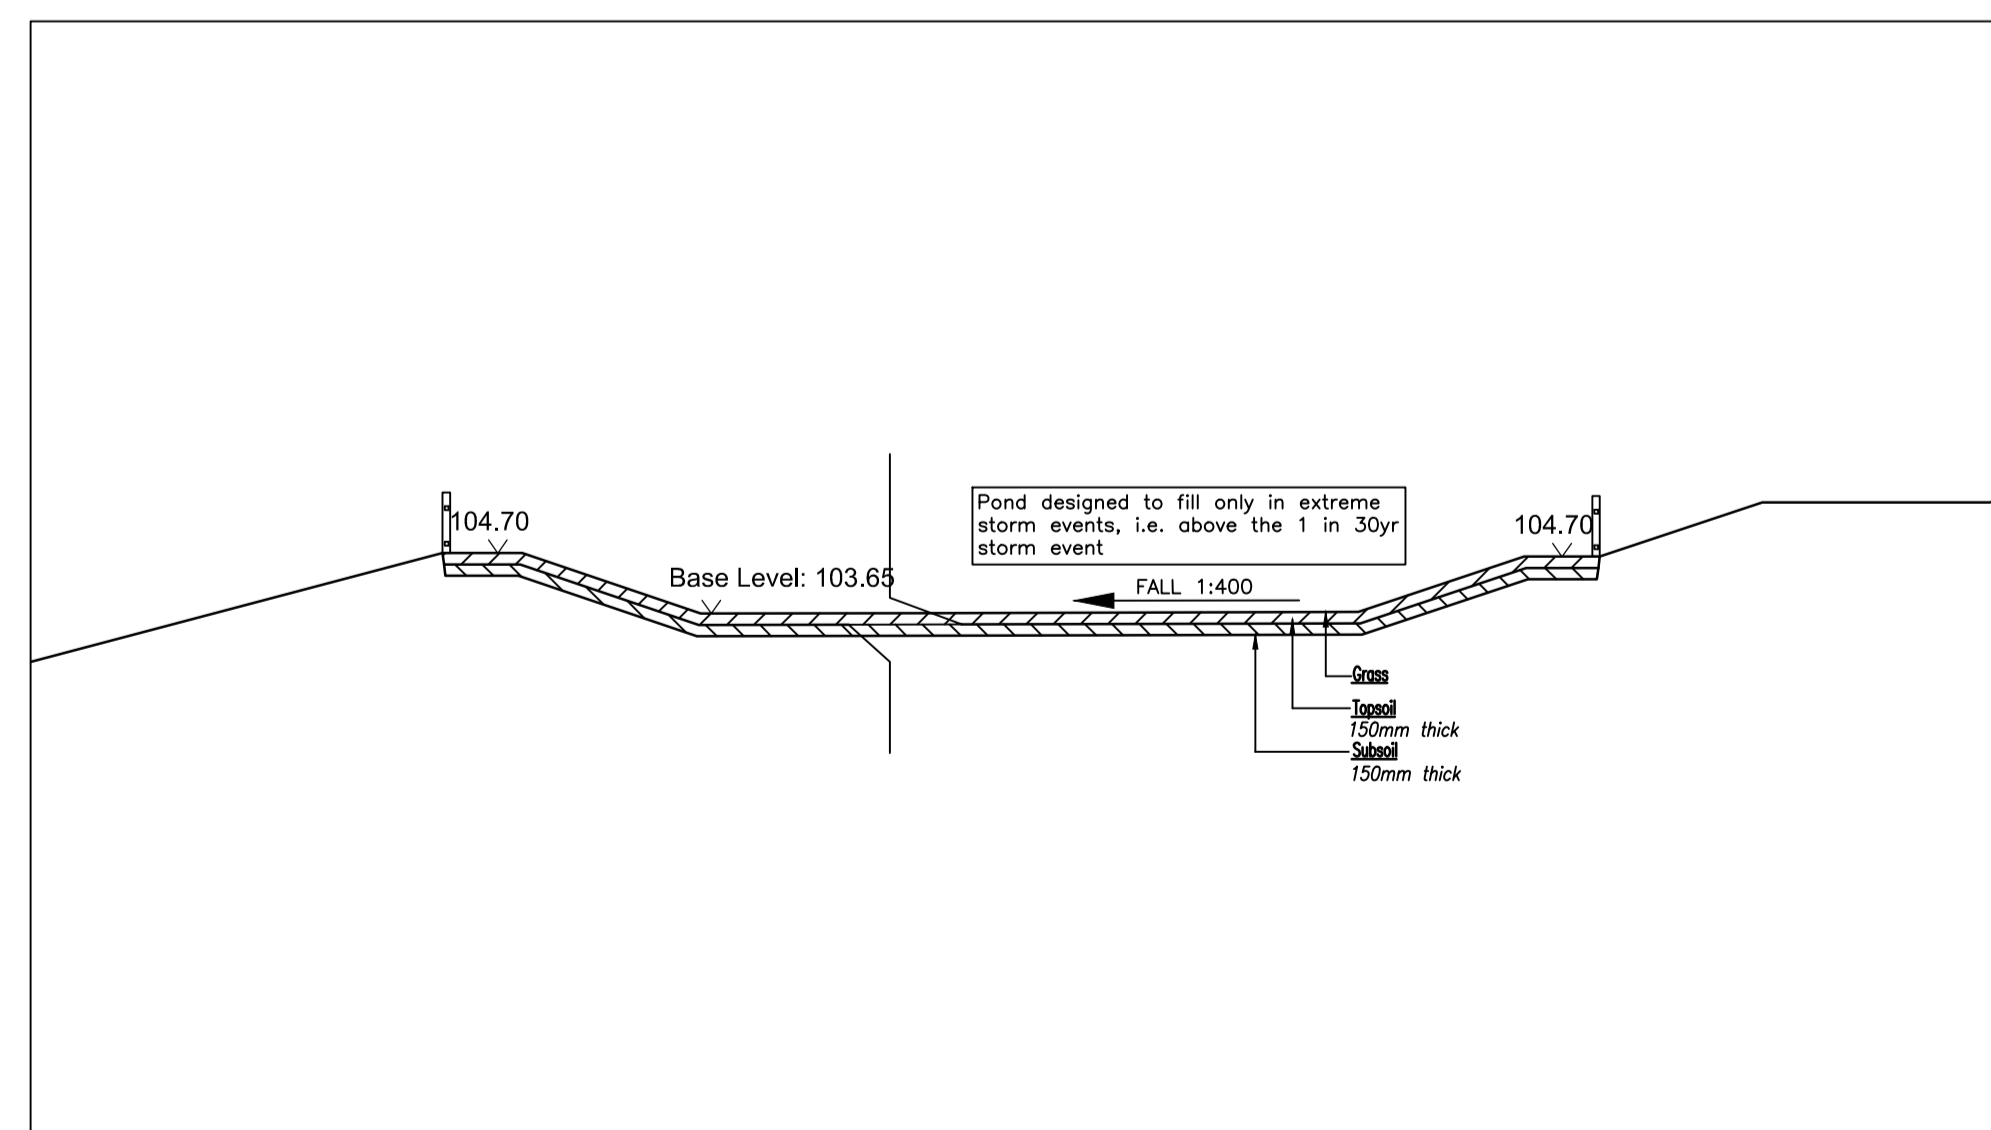 104.70
Base Level: 103.65
Pond designed to fill only in extreme
storm events, i.e. above the 1 in 30yr
storm event
104.70
FALL 1:400
Grass
Topsoil
150mm thick
Subsoil
150mm thick